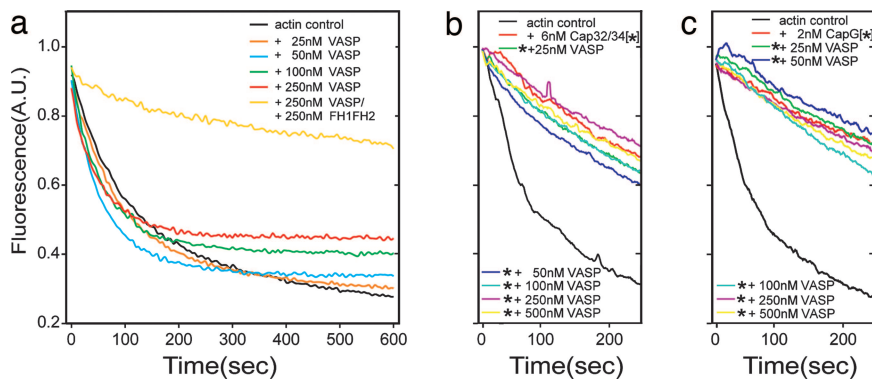 a
actin control
+ 25nM VASP
+ 50nM VASP
+ 100nM VASP
+ 250nM VASP
+ 250nM VASP/
+ 250nM FH1FH2
Fluorescence(A.U.)
1.0
0.8
0.6
0.4
0.2
0
100
200
300
400
500
600
Time(sec)
b
actin control
+ 6nM Cap32/34[*]
*+25nM VASP
*+ 50nM VASP
*+ 100nM VASP
*+ 250nM VASP
*+ 500nM VASP
0
100
200
Time(sec)
c
actin control
+ 2nM CapG[*]
*+ 25nM VASP
*+ 50nM VASP
*+ 100nM VASP
*+ 250nM VASP
*+ 500nM VASP
0
100
200
Time(sec)